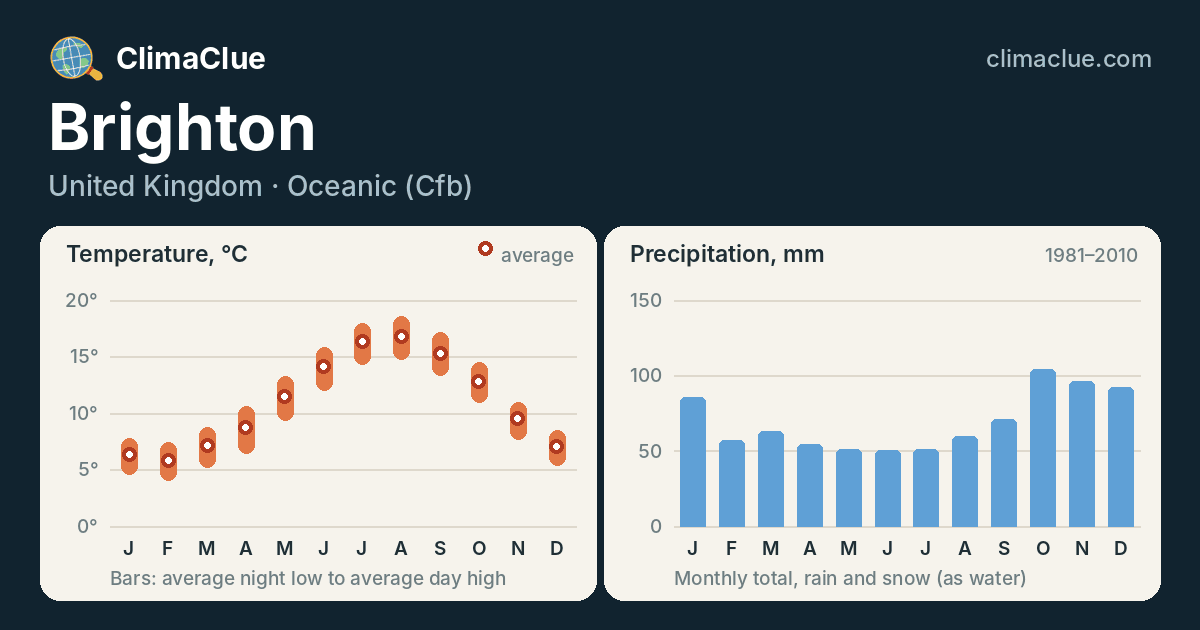 ClimaClue
climaclue.com
Brighton
United Kingdom · Oceanic (Cfb)
Temperature, °C
average
20°
15°
10°
5°
0°
J F M A M J J A S O N D
Bars: average night low to average day high
Precipitation, mm
1981–2010
150
100
50
0
J F M A M J J A S O N D
Monthly total, rain and snow (as water)